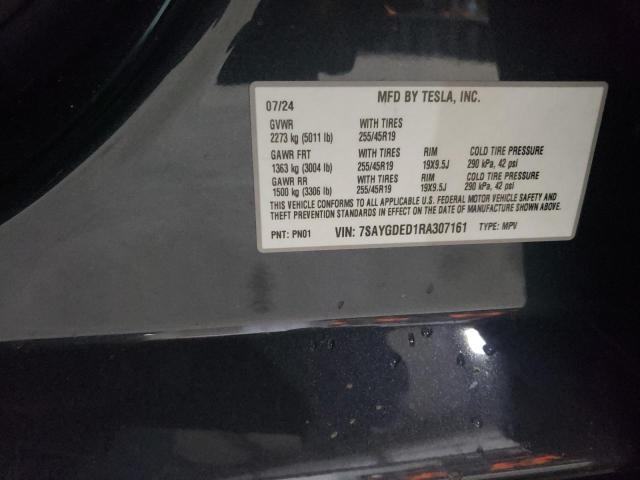 07/24 MFD BY TESLA, INC.
GVWR WITH TIRES
2273 kg (5011 lb) 255/45R19
GAWR FRT WITH TIRES RIM COLD TIRE PRESSURE
1363 kg (3004 lb) 255/45R19 19X9.5J 290 kPa, 42 psi
GAWR RR WITH TIRES RIM COLD TIRE PRESSURE
1500 kg (3306 lb) 255/45R19 19X9.5J 290 kPa, 42 psi
THIS VEHICLE CONFORMS TO ALL APPLICABLE U.S. FEDERAL MOTOR VEHICLE SAFETY AND
THEFT PREVENTION STANDARDS IN EFFECT ON THE DATE OF MANUFACTURE SHOWN ABOVE.
PNT: PN01 VIN: 7SAYGDED1RA307161 TYPE: MPV